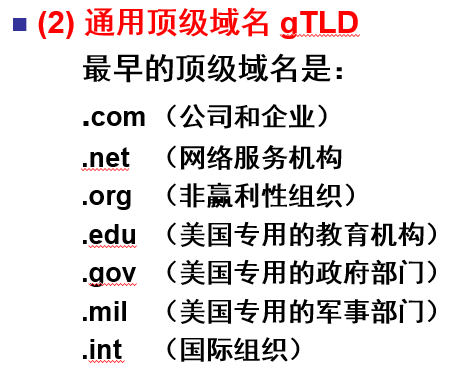 (2) 通用顶级域名 gTLD
最早的顶级域名是：
.com （公司和企业）
.net （网络服务机构
.org （非赢利性组织）
.edu （美国专用的教育机构）
.gov （美国专用的政府部门）
.mil （美国专用的军事部门）
.int （国际组织）